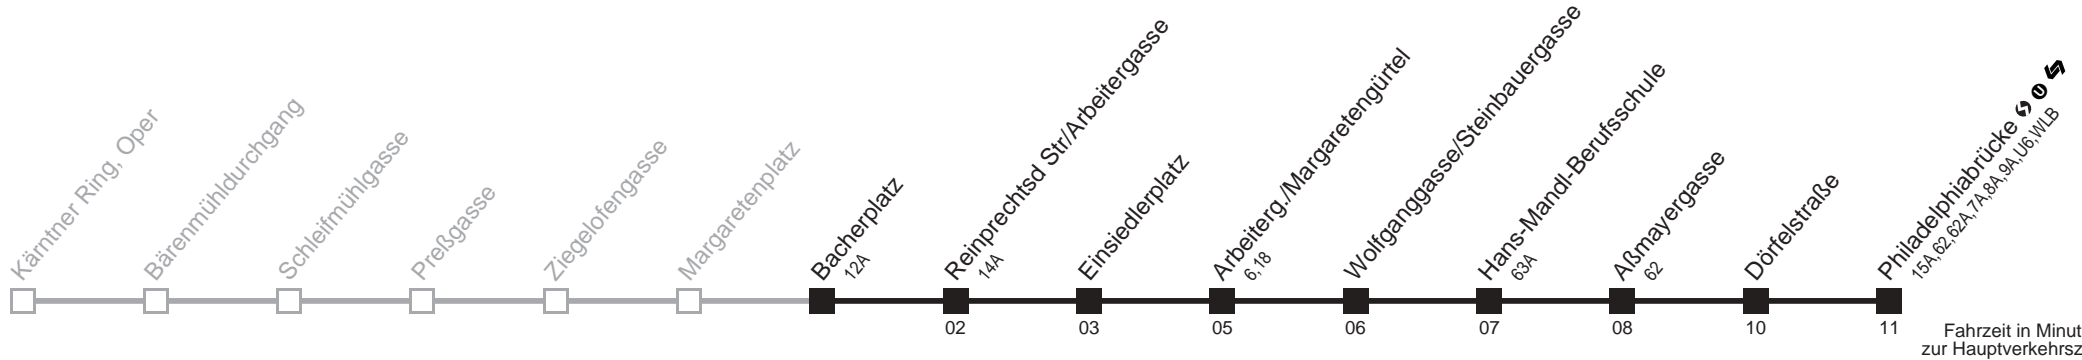 Kärntner Ring, Oper
Bärenmühldurchgang
Schleifmühlgasse
Preßgasse
Ziegelofengasse
Margaretenplatz
Bacherplatz
12A
Reinprechtsd Str/Arbeitergasse
14A
Einsiedlerplatz
Arbeiterg./Margaretengürtel
6,18
Wolfganggasse/Steinbauergasse
Hans-Mandl-Berufsschule
63A
Aßmayergasse
62
Dörfelstraße
Philadelphiabrücke S U
15A,62,62A,7A,8A,9A,U6,WLB
02
03
05
06
07
08
10
11
Fahrzeit in Minut
zur Hauptverkehrsz